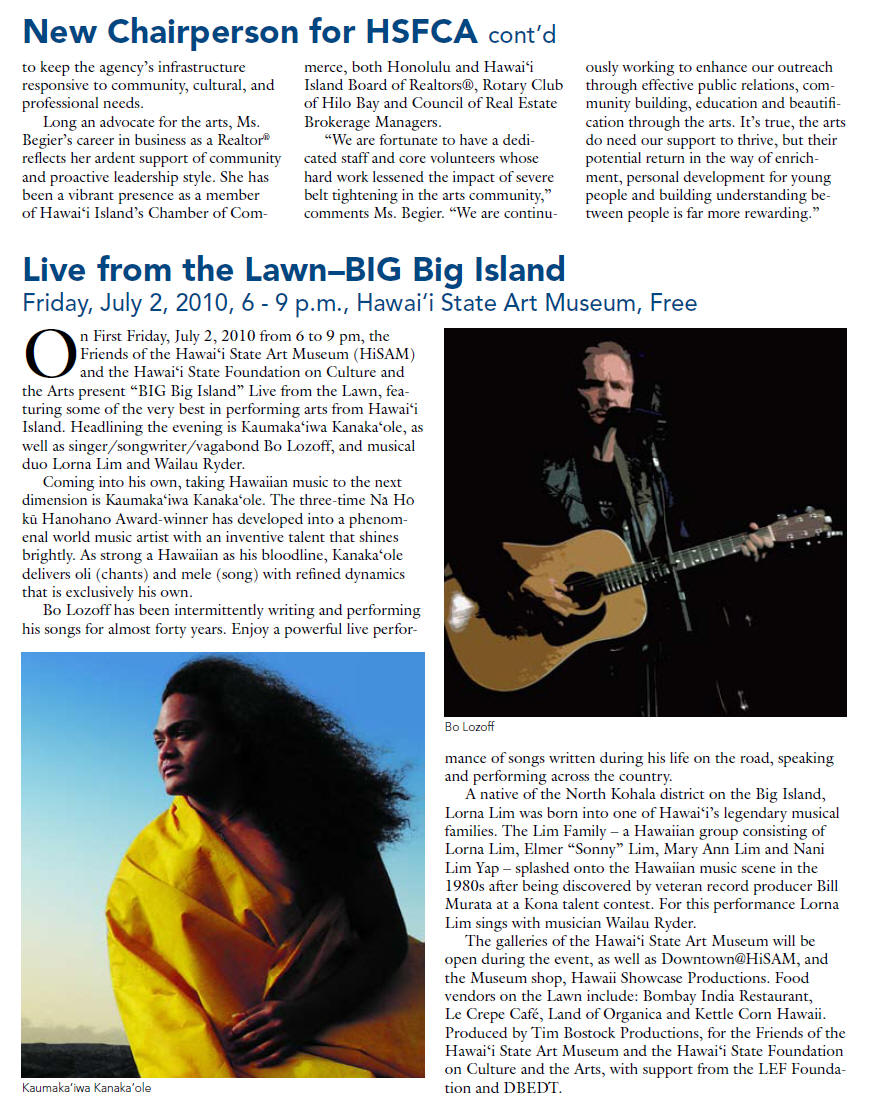 New Chairperson for HSFCA cont’d
to keep the agency’s infrastructure
responsive to community, cultural, and
professional needs.
Long an advocate for the arts, Ms.
Begier’s career in business as a Realtor®
reflects her ardent support of community
and proactive leadership style. She has
been a vibrant presence as a member
of Hawai‘i Island’s Chamber of Com-
merce, both Honolulu and Hawai‘i
Island Board of Realtors®, Rotary Club
of Hilo Bay and Council of Real Estate
Brokerage Managers.
“We are fortunate to have a dedi-
cated staff and core volunteers whose
hard work lessened the impact of severe
belt tightening in the arts community,”
comments Ms. Begier. “We are continu-
ously working to enhance our outreach
through effective public relations, com-
munity building, education and beautifi-
cation through the arts. It’s true, the arts
do need our support to thrive, but their
potential return in the way of enrich-
ment, personal development for young
people and building understanding be-
tween people is far more rewarding.”
Live from the Lawn–BIG Big Island
Friday, July 2, 2010, 6 - 9 p.m., Hawai‘i State Art Museum, Free
On First Friday, July 2, 2010 from 6 to 9 pm, the
Friends of the Hawai‘i State Art Museum (HiSAM)
and the Hawai‘i State Foundation on Culture and
the Arts present “BIG Big Island” Live from the Lawn, fea-
turing some of the very best in performing arts from Hawai‘i
Island. Headlining the evening is Kaumaka‘iwa Kanaka‘ole, as
well as singer/songwriter/vagabond Bo Lozoff, and musical
duo Lorna Lim and Wailau Ryder.
Coming into his own, taking Hawaiian music to the next
dimension is Kaumaka‘iwa Kanaka‘ole. The three-time Nā Hō
kū Hanohano Award-winner has developed into a phenom-
enal world music artist with an inventive talent that shines
brightly. As strong a Hawaiian as his bloodline, Kanaka‘ole
delivers oli (chants) and mele (song) with refined dynamics
that is exclusively his own.
Bo Lozoff has been intermittently writing and performing
his songs for almost forty years. Enjoy a powerful live perfor-
Kaumaka‘iwa Kanaka‘ole
Bo Lozoff
mance of songs written during his life on the road, speaking
and performing across the country.
A native of the North Kohala district on the Big Island,
Lorna Lim was born into one of Hawai‘i’s legendary musical
families. The Lim Family – a Hawaiian group consisting of
Lorna Lim, Elmer “Sonny” Lim, Mary Ann Lim and Nani
Lim Yap – splashed onto the Hawaiian music scene in the
1980s after being discovered by veteran record producer Bill
Murata at a Kona talent contest. For this performance Lorna
Lim sings with musician Wailau Ryder.
The galleries of the Hawai‘i State Art Museum will be
open during the event, as well as Downtown@HiSAM, and
the Museum shop, Hawaii Showcase Productions. Food
vendors on the Lawn include: Bombay India Restaurant,
Le Crepe Café, Land of Organica and Kettle Corn Hawaii.
Produced by Tim Bostock Productions, for the Friends of the
Hawai‘i State Art Museum and the Hawai‘i State Foundation
on Culture and the Arts, with support from the LEF Founda-
tion and DBEDT.